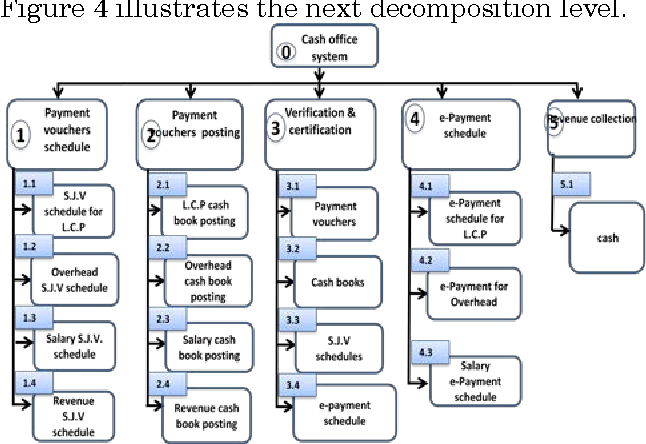 Figure 4 illustrates the next decomposition level.
0
Cash office
system
1
Payment
vouchers
schedule
2
Payment
vouchers posting
3
Verification &
certification
4
e-Payment
schedule
5
Revenue collection
1.1
S.J.V
schedule for
L.C.P
1.2
Overhead
S.J.V schedule
1.3
Salary S.J.V.
schedule
1.4
Revenue
S.J.V
schedule
2.1
L.C.P cash
book posting
2.2
Overhead
cash book
posting
2.3
Salary cash
book posting
2.4
Revenue cash
book posting
3.1
Payment
vouchers
3.2
Cash books
3.3
S.J.V
schedules
3.4
e-payment
schedule
4.1
e-Payment
schedule for
L.C.P
4.2
e-Payment for
Overhead
4.3
Salary
e-Payment
schedule
5.1
cash